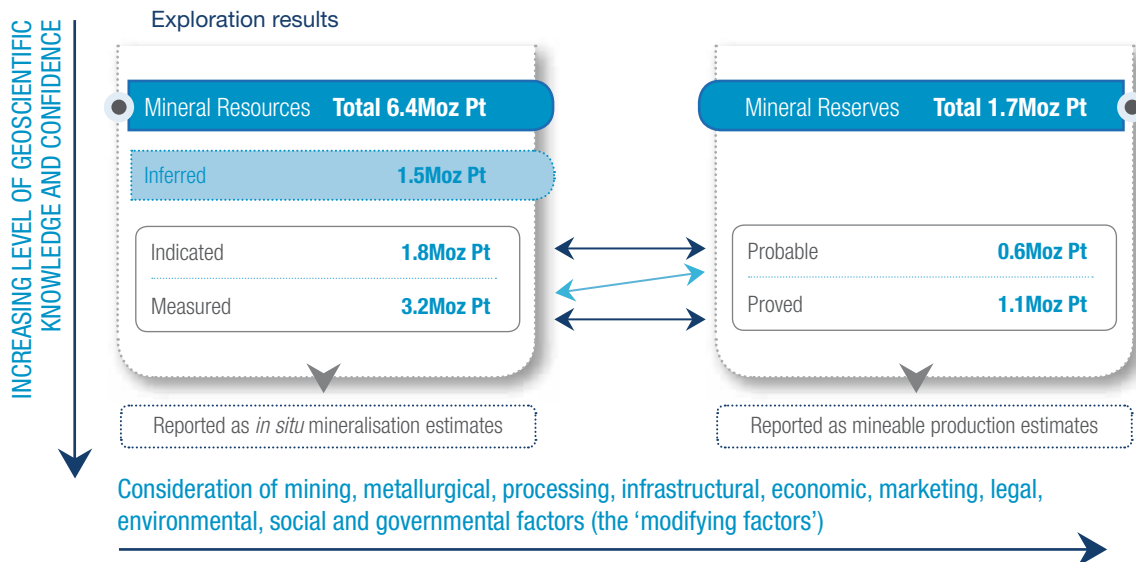 Exploration results
INCREASING LEVEL OF GEOSCIENTIFIC
KNOWLEDGE AND CONFIDENCE
Mineral Resources Total 6.4Moz Pt
Inferred 1.5Moz Pt
Indicated 1.8Moz Pt
Measured 3.2Moz Pt
Reported as in situ mineralisation estimates
Mineral Reserves Total 1.7Moz Pt
Probable 0.6Moz Pt
Proved 1.1Moz Pt
Reported as mineable production estimates
Consideration of mining, metallurgical, processing, infrastructural, economic, marketing, legal,
environmental, social and governmental factors (the ‘modifying factors’)